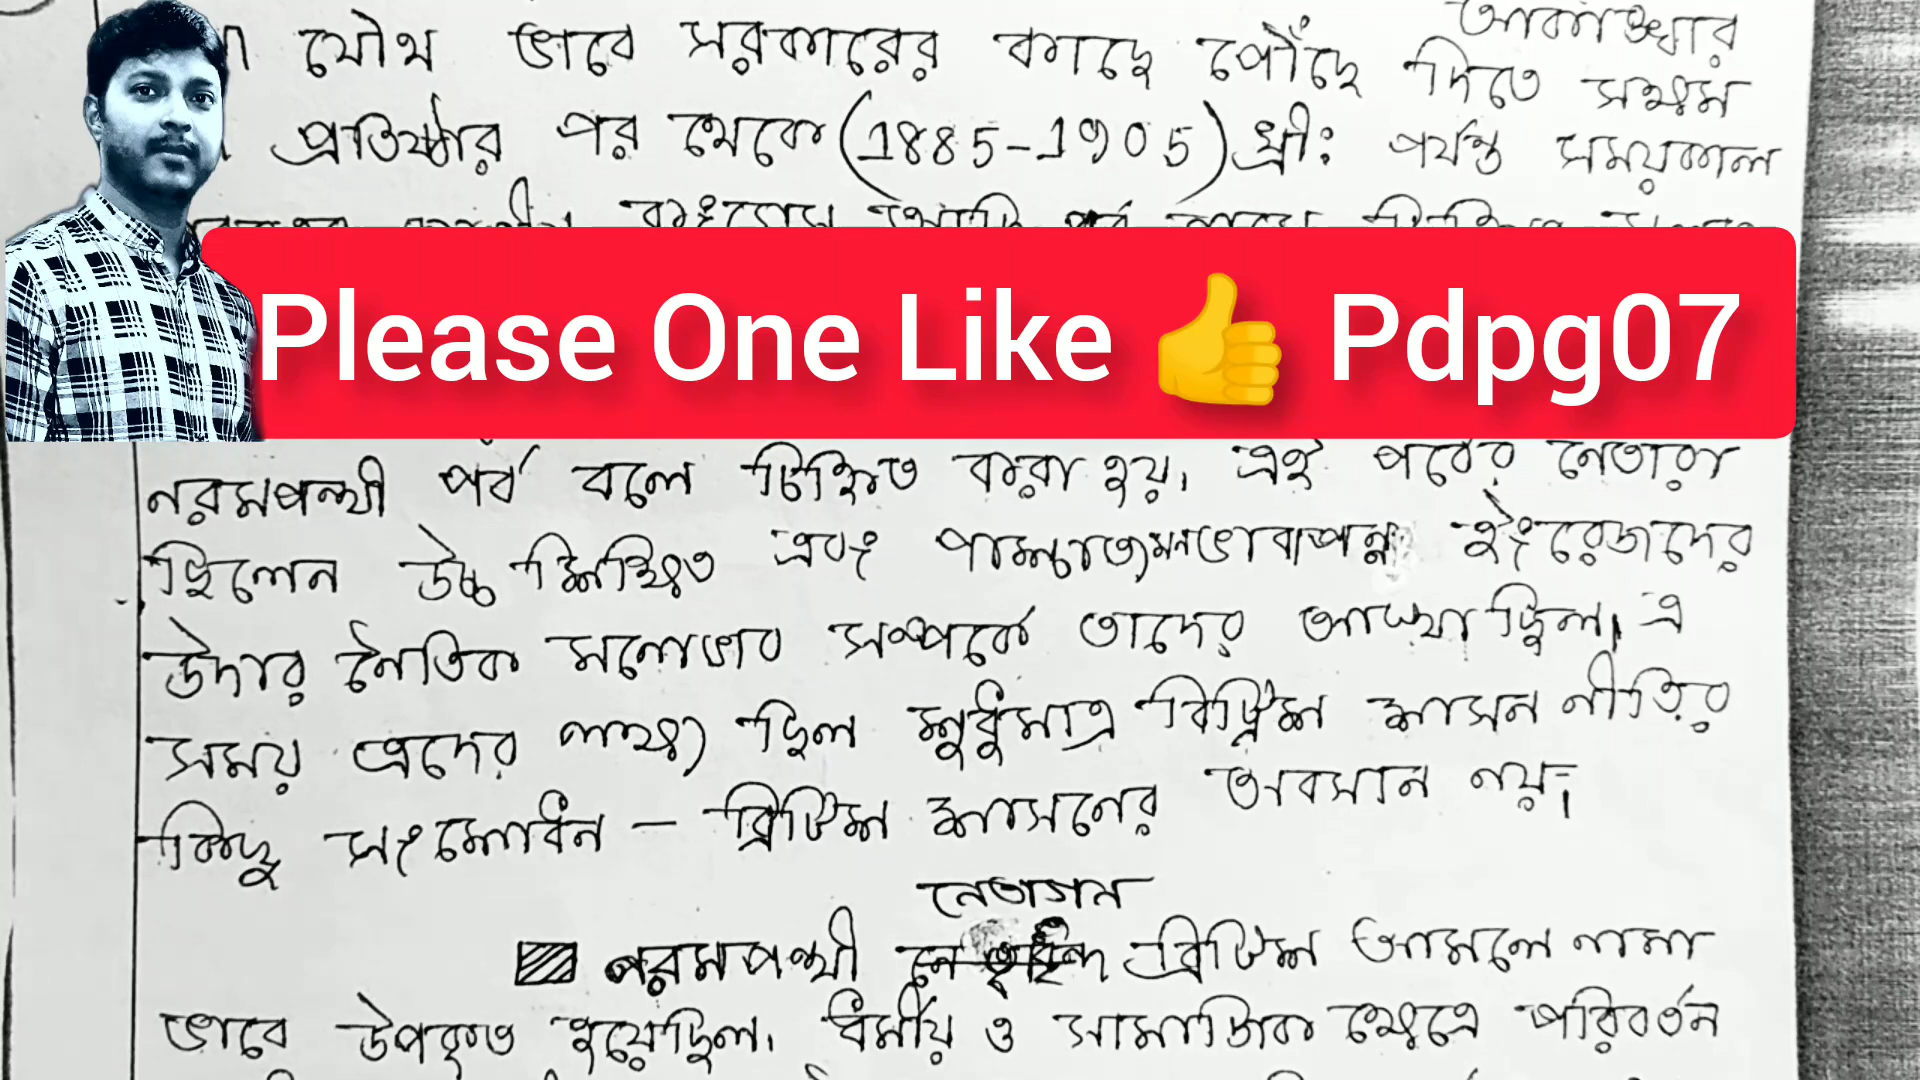 আকাঙ্খার
যৌথ ভাবে সরকারের কাছে পৌঁছে দিতে সক্ষম
প্রতিষ্ঠার পর থেকে (1885-1905) খ্রী: পর্যন্ত সময়কাল
Please One Like 👍 Pdpg07
নরমপন্থী পর্ব বলে চিহ্নিত করা হয়। এই পর্বের নেতারা
ছিলেন উচ্চ শিক্ষিত এবং পাশ্চাত্যমনভাবাপন্ন ইংরেজদের
উদার নৈতিক মনোভাব সম্পর্কে তাদের আস্থা ছিল। এ
সময় এদের লক্ষ্য ছিল শুধুমাত্র ব্রিটিশ শাসন নীতির
কিছু সংশোধন - ব্রিটিশ শাসনের অবসান নয়;
নেতাগন
নরমপন্থী ব্রিটিশ আমলে নানা
ভাবে উপকৃত হয়েছিল। ধর্মীয় ও সামাজিক ক্ষেত্রে পরিবর্তন